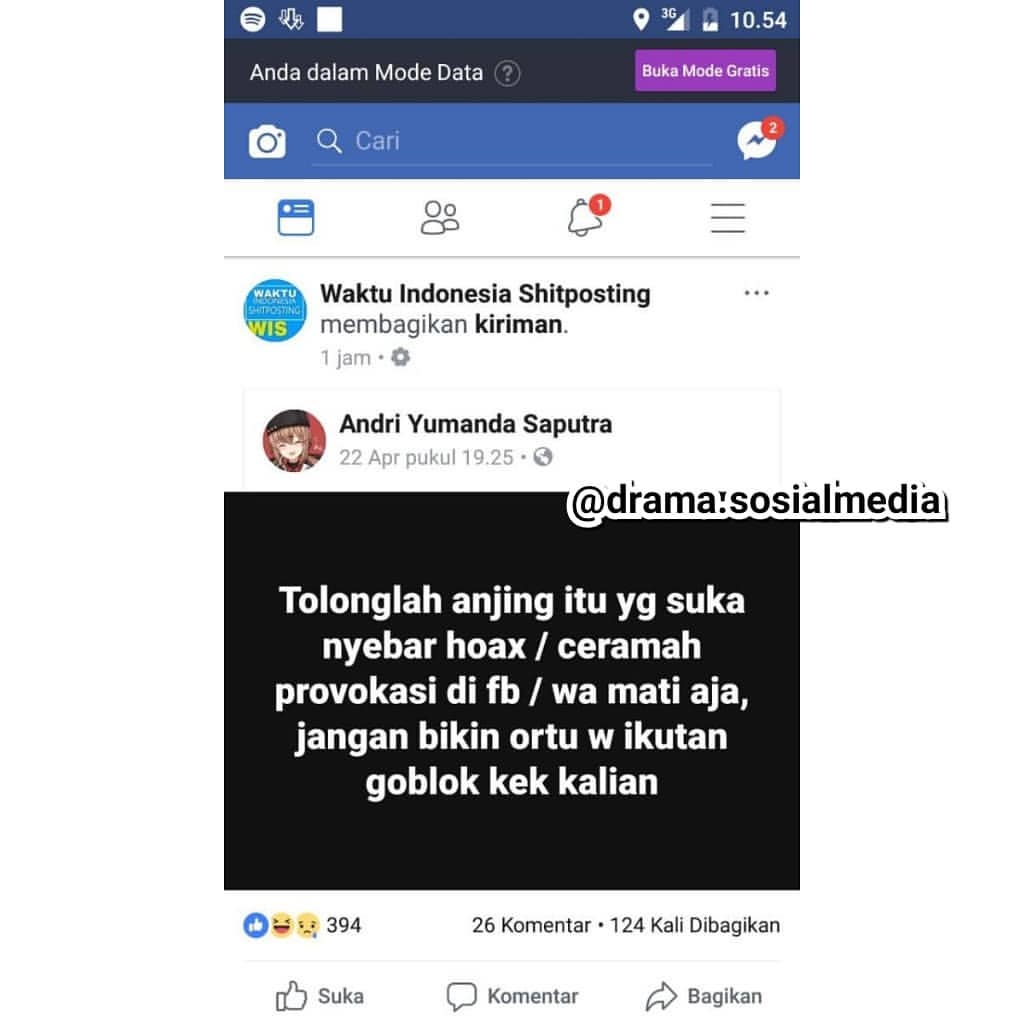 3G 10.54
Anda dalam Mode Data ?
Buka Mode Gratis
Cari
2
1
WAKTU
INDONESIA
SHITPOSTING
WIS
Waktu Indonesia Shitposting
membagikan kiriman.
1 jam •
Andri Yumanda Saputra
22 Apr pukul 19.25 •
@drama.sosialmedia
Tolonglah anjing itu yg suka
nyebar hoax / ceramah
provokasi di fb / wa mati aja,
jangan bikin ortu w ikutan
goblok kek kalian
394
26 Komentar • 124 Kali Dibagikan
Suka
Komentar
Bagikan